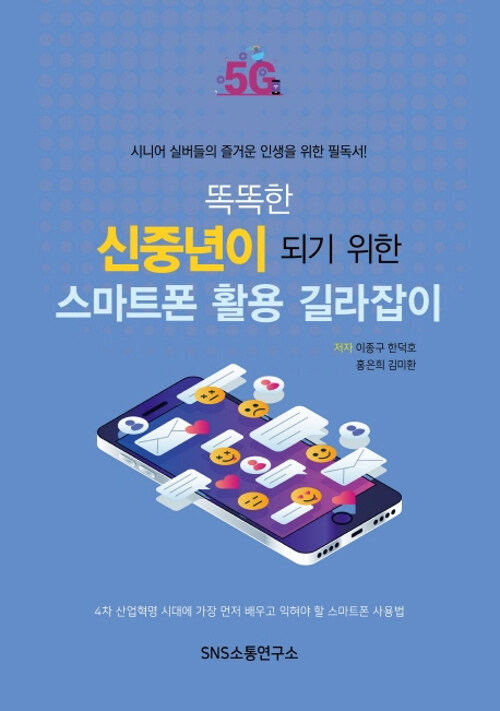 5G
시니어 실버들의 즐거운 인생을 위한 필독서!
똑똑한
신중년이 되기 위한
스마트폰 활용 길라잡이
저자 이종구 한덕호
홍은희 김미환
4차 산업혁명 시대에 가장 먼저 배우고 익혀야 할 스마트폰 사용법
SNS소통연구소